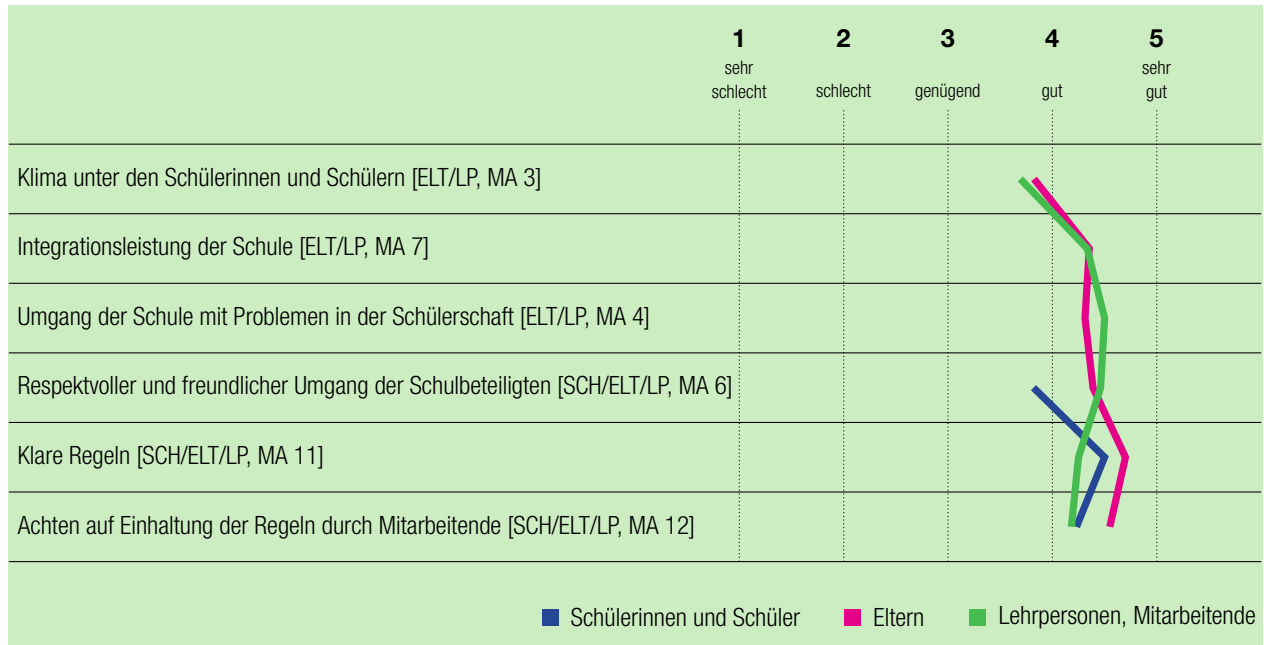 1 2 3 4 5
sehr schlecht schlecht genügend gut sehr gut
Klima unter den Schülerinnen und Schülern [ELT/LP, MA 3]
Integrationsleistung der Schule [ELT/LP, MA 7]
Umgang der Schule mit Problemen in der Schülerschaft [ELT/LP, MA 4]
Respektvoller und freundlicher Umgang der Schulbeteiligten [SCH/ELT/LP, MA 6]
Klare Regeln [SCH/ELT/LP, MA 11]
Achten auf Einhaltung der Regeln durch Mitarbeitende [SCH/ELT/LP, MA 12]
Schülerinnen und Schüler Eltern Lehrpersonen, Mitarbeitende